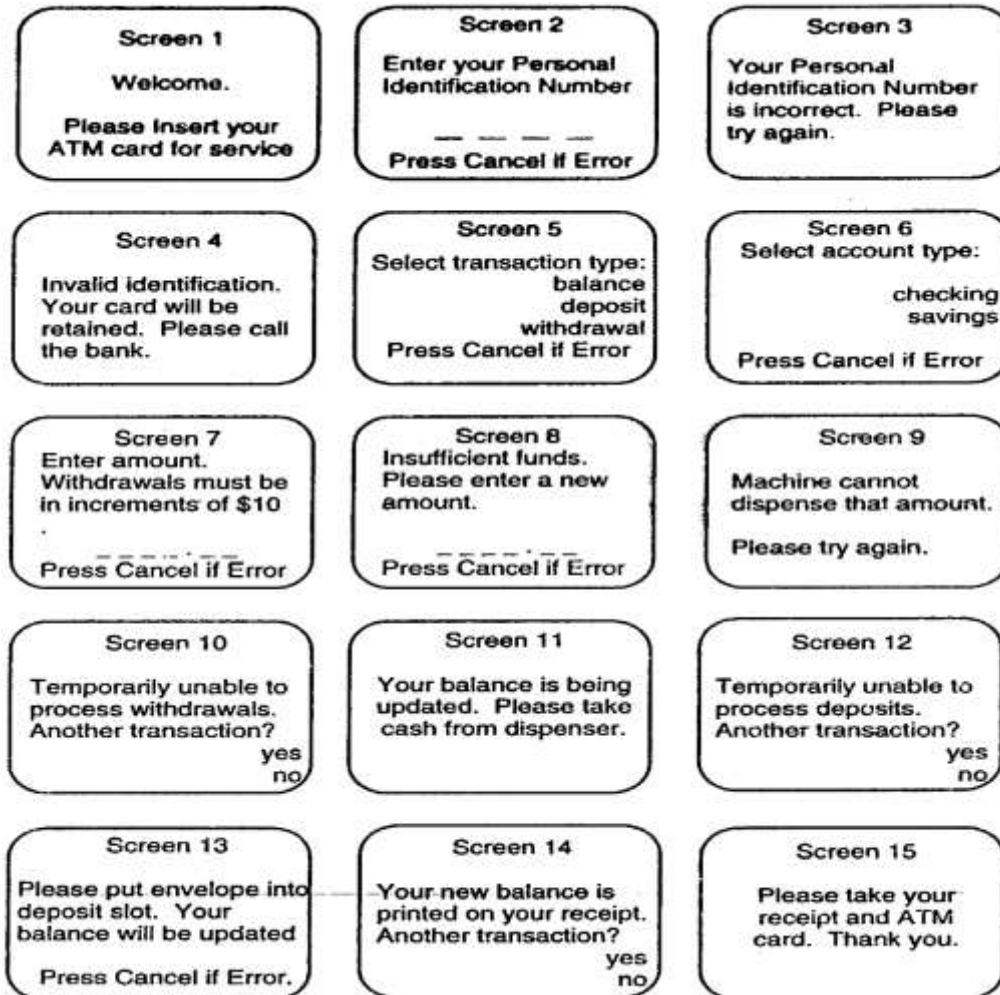 Screen 1
Welcome.
Please Insert your
ATM card for service
Screen 2
Enter your Personal
Identification Number
_ _ _ _
Press Cancel if Error
Screen 3
Your Personal
Identification Number
is incorrect. Please
try again.
Screen 4
Invalid identification.
Your card will be
retained. Please call
the bank.
Screen 5
Select transaction type:
balance
deposit
withdrawal
Press Cancel if Error
Screen 6
Select account type:
checking
savings
Press Cancel if Error
Screen 7
Enter amount.
Withdrawals must be
in increments of $10
.
_ _ _ _ . _ _
Press Cancel if Error
Screen 8
Insufficient funds.
Please enter a new
amount.
_ _ _ _ . _ _
Press Cancel if Error
Screen 9
Machine cannot
dispense that amount.
Please try again.
Screen 10
Temporarily unable to
process withdrawals.
Another transaction?
yes
no
Screen 11
Your balance is being
updated. Please take
cash from dispenser.
Screen 12
Temporarily unable to
process deposits.
Another transaction?
yes
no
Screen 13
Please put envelope into
deposit slot. Your
balance will be updated
Press Cancel if Error.
Screen 14
Your new balance is
printed on your receipt.
Another transaction?
yes
no
Screen 15
Please take your
receipt and ATM
card. Thank you.